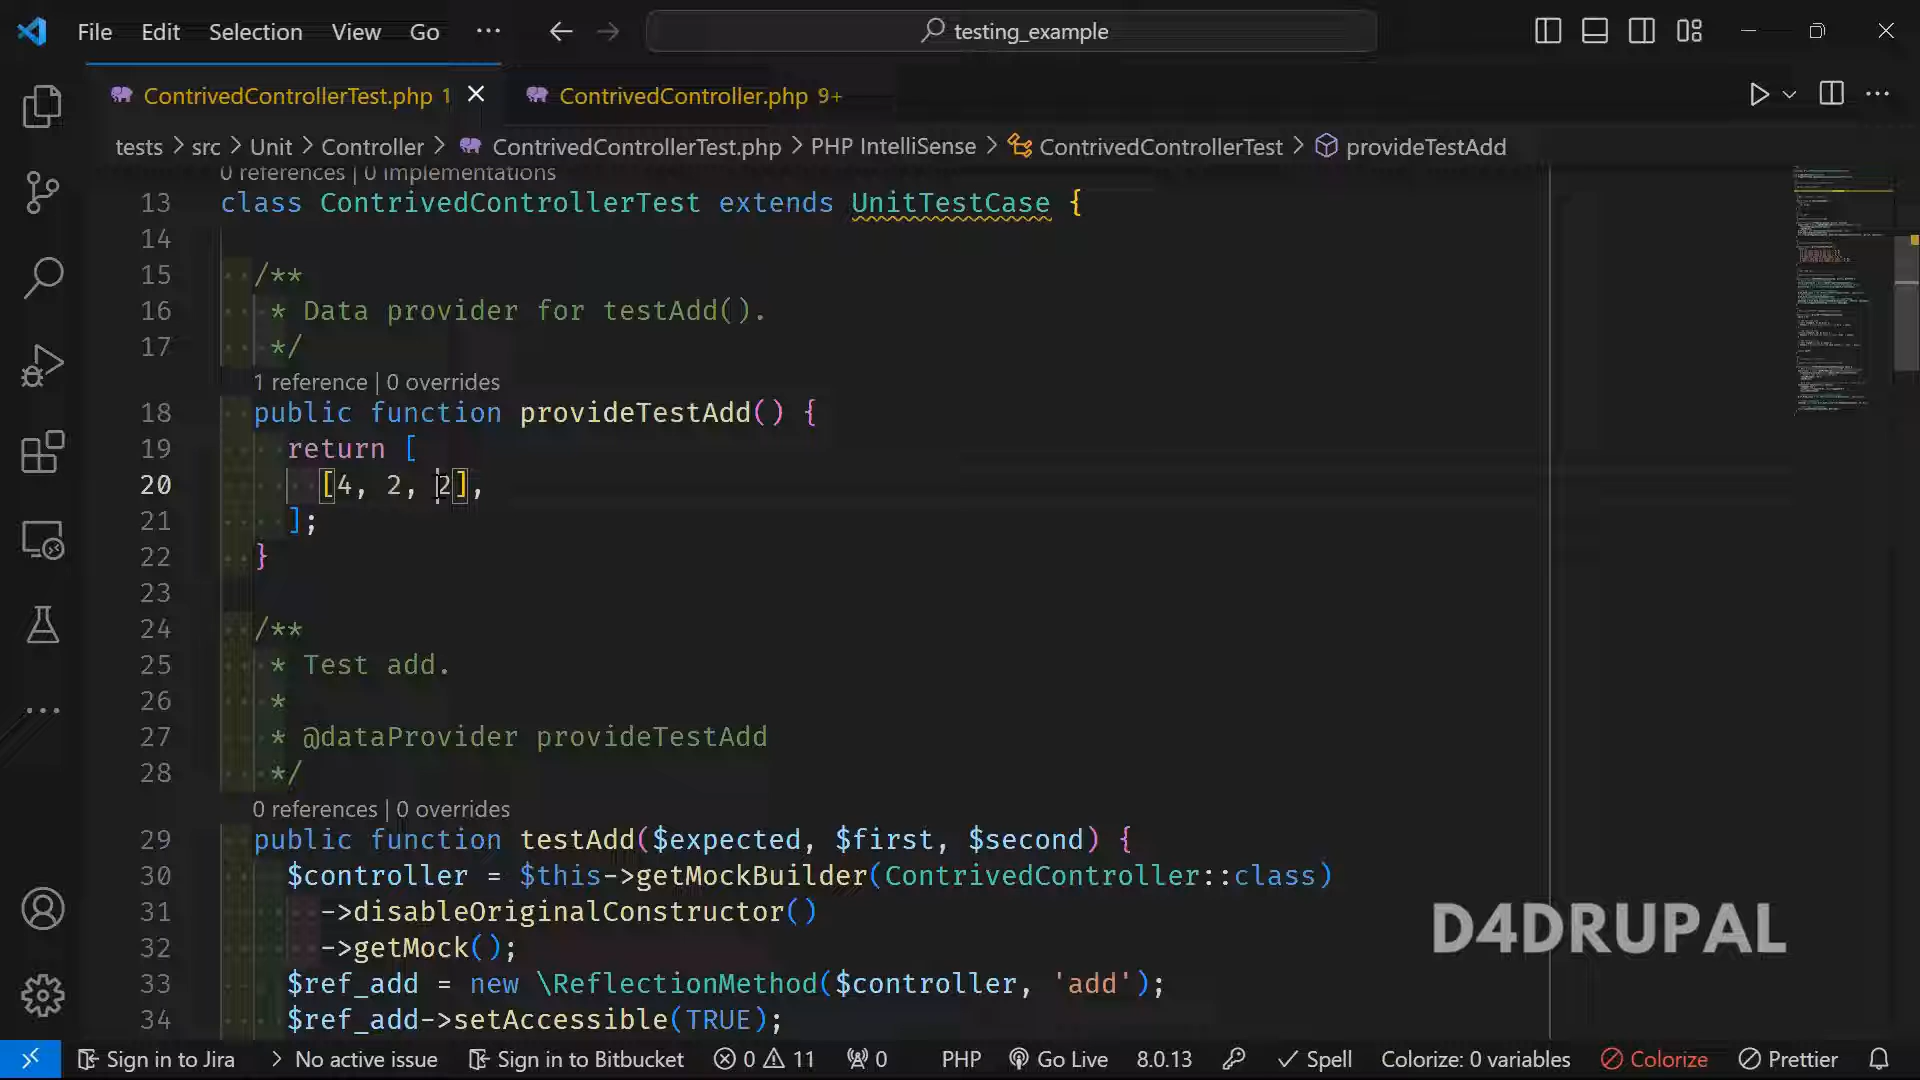 File Edit Selection View Go ··· testing_example
ContrivedControllerTest.php 1 ContrivedController.php 9+
tests > src > Unit > Controller > ContrivedControllerTest.php > PHP IntelliSense > ContrivedControllerTest > provideTestAdd
0 references | 0 implementations
13 class ContrivedControllerTest extends UnitTestCase {
14
15 /**
16 * Data provider for testAdd().
17 */
1 reference | 0 overrides
18 public function provideTestAdd() {
19 return [
20 [4, 2, 2],
21 ];
22 }
23
24 /**
25 * Test add.
26 *
27 * @dataProvider provideTestAdd
28 */
0 references | 0 overrides
29 public function testAdd($expected, $first, $second) {
30 $controller = $this->getMockBuilder(ContrivedController::class)
31 ->disableOriginalConstructor()
32 ->getMock();
33 $ref_add = new \ReflectionMethod($controller, 'add');
34 $ref_add->setAccessible(TRUE);
D4DRUPAL
Sign in to Jira > No active issue Sign in to Bitbucket 0 11 0 PHP Go Live 8.0.13 Spell Colorize: 0 variables Colorize Prettier